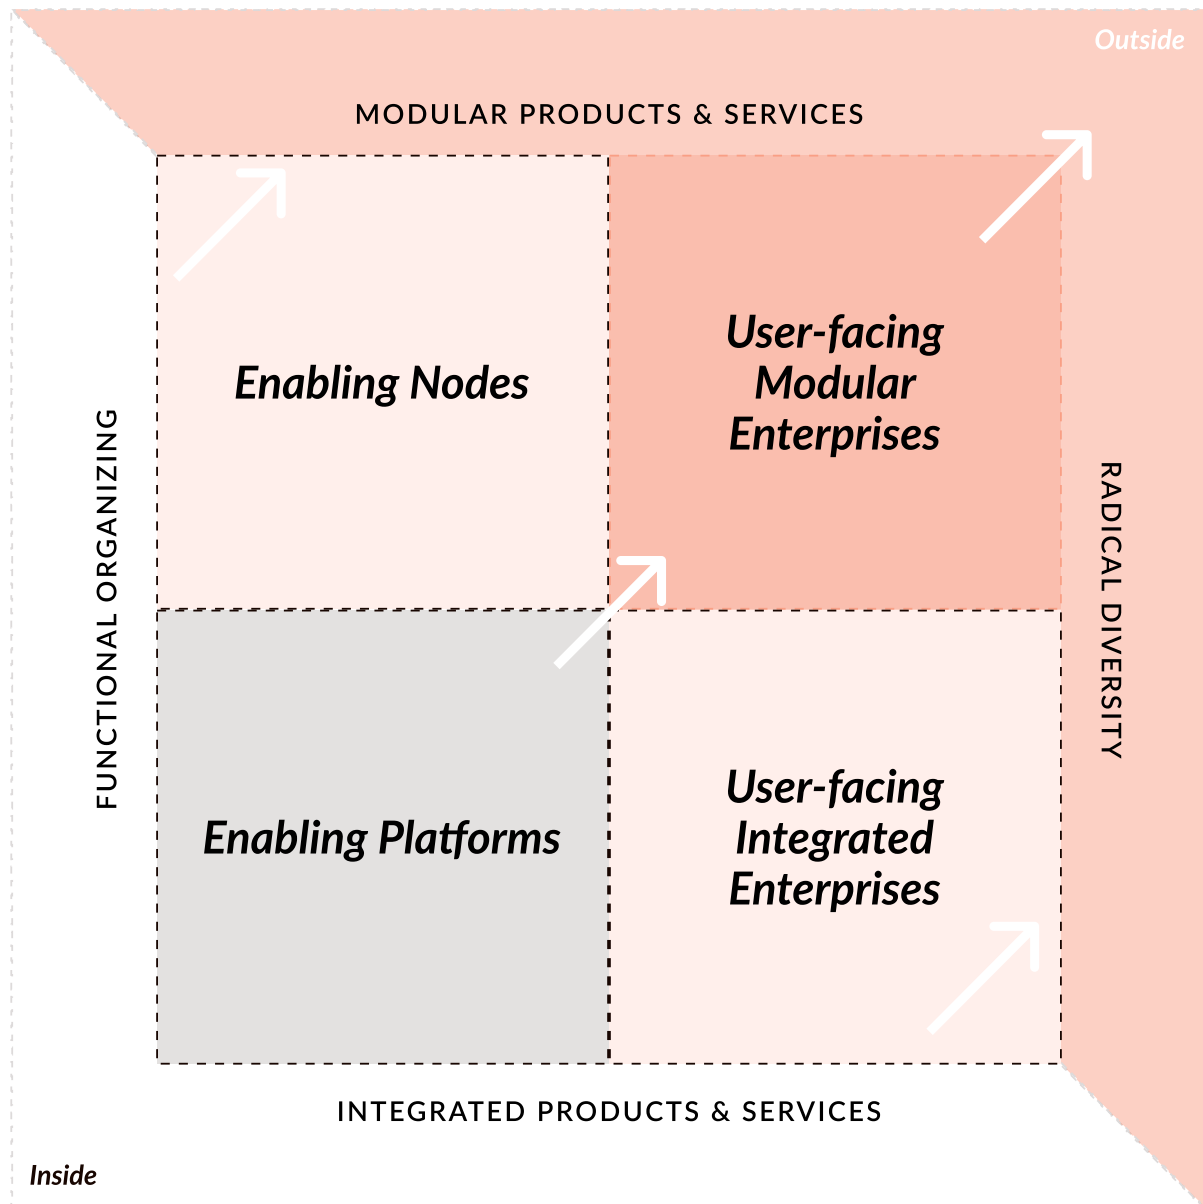 Outside
MODULAR PRODUCTS & SERVICES
FUNCTIONAL ORGANIZING
Enabling Nodes
User-facing
Modular
Enterprises
RADICAL DIVERSITY
Enabling Platforms
User-facing
Integrated
Enterprises
INTEGRATED PRODUCTS & SERVICES
Inside